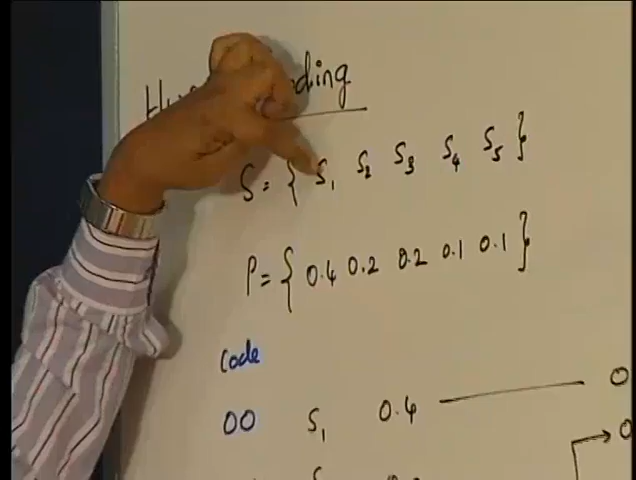 S = { S1 S2 S3 S4 S5 }
P = { 0.4 0.2 0.2 0.1 0.1 }
Code
00 S1 0.4 0